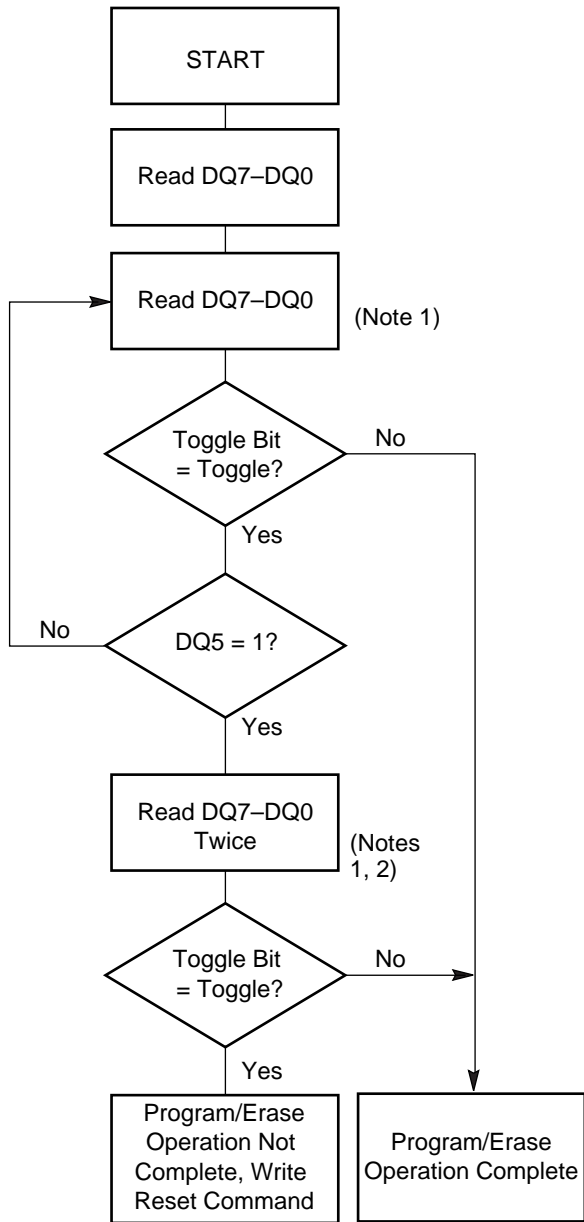 START
Read DQ7–DQ0
Read DQ7–DQ0
(Note 1)
Toggle Bit
= Toggle?
No
Yes
No
DQ5 = 1?
Yes
Read DQ7–DQ0
Twice
(Notes
1, 2)
Toggle Bit
= Toggle?
No
Yes
Program/Erase
Operation Not
Complete, Write
Reset Command
Program/Erase
Operation Complete